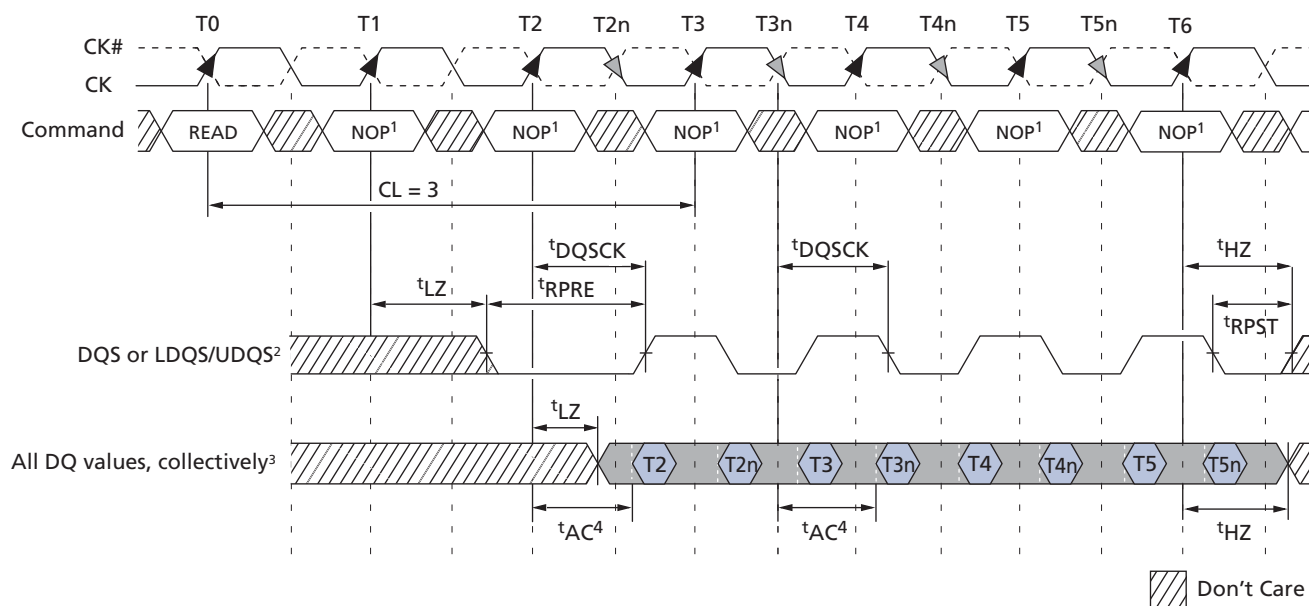 T0 T1 T2 T2n T3 T3n T4 T4n T5 T5n T6
CK#
CK
Command READ NOP¹ NOP¹ NOP¹ NOP¹ NOP¹ NOP¹
CL = 3
ᵗDQSCK ᵗDQSCK ᵗHZ
ᵗLZ ᵗRPRE
ᵗRPST
DQS or LDQS/UDQS²
ᵗLZ
All DQ values, collectively³ T2 T2n T3 T3n T4 T4n T5 T5n
ᵗAC⁴ ᵗAC⁴ ᵗHZ
Don't Care